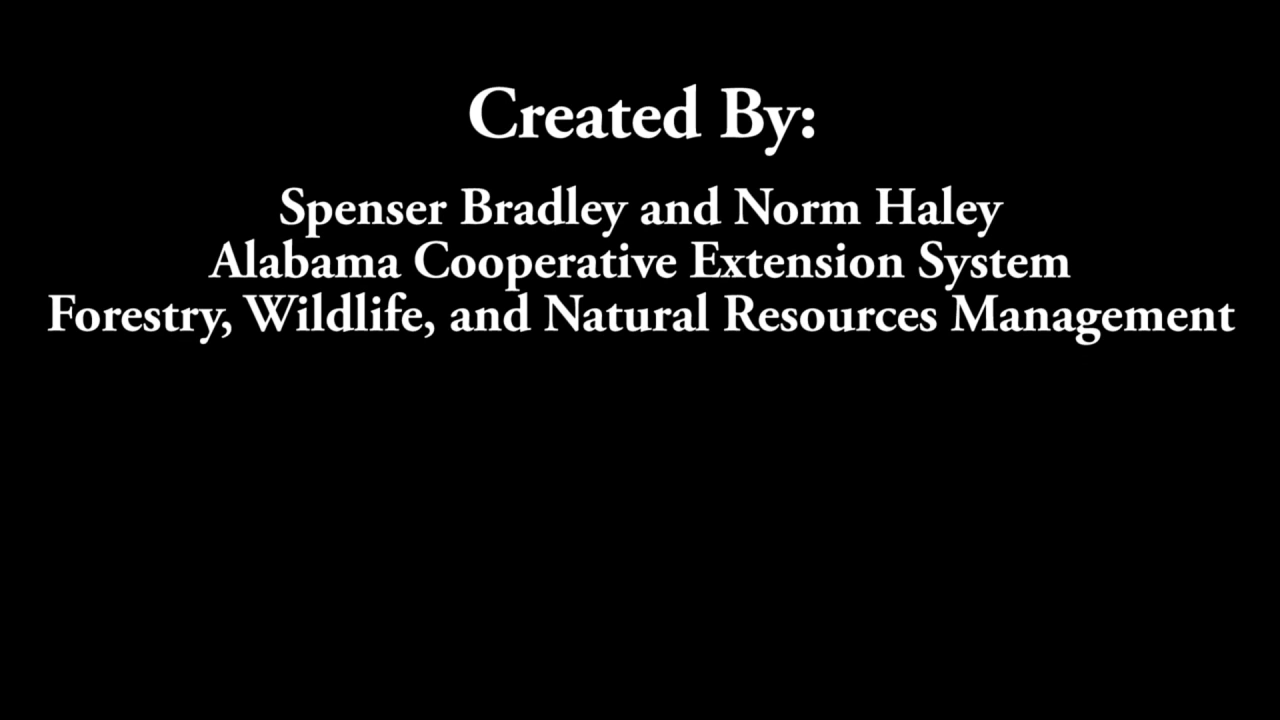 Created By:
Spenser Bradley and Norm Haley
Alabama Cooperative Extension System
Forestry, Wildlife, and Natural Resources Management